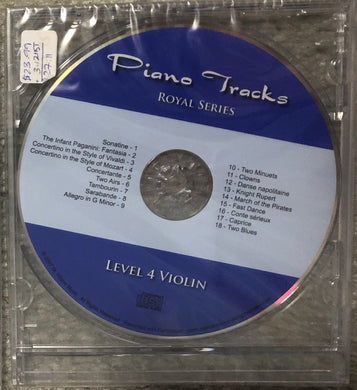 Piano Tracks
ROYAL SERIES
Sonatine - 1
The Infant Paganini: Fantasia - 2
Concertino in the Style of Vivaldi - 3
Concertino in the Style of Mozart - 4
Concertante - 5
Two Airs - 6
Tambourin - 7
Sarabande - 8
Allegro in G Minor - 9
10 - Two Minuets
11 - Clowns
12 - Danse napolitaine
13 - Knight Rupert
14 - March of the Pirates
15 - Fast Dance
16 - Conte sérieux
17 - Caprice
18 - Two Blues
LEVEL 4 VIOLIN